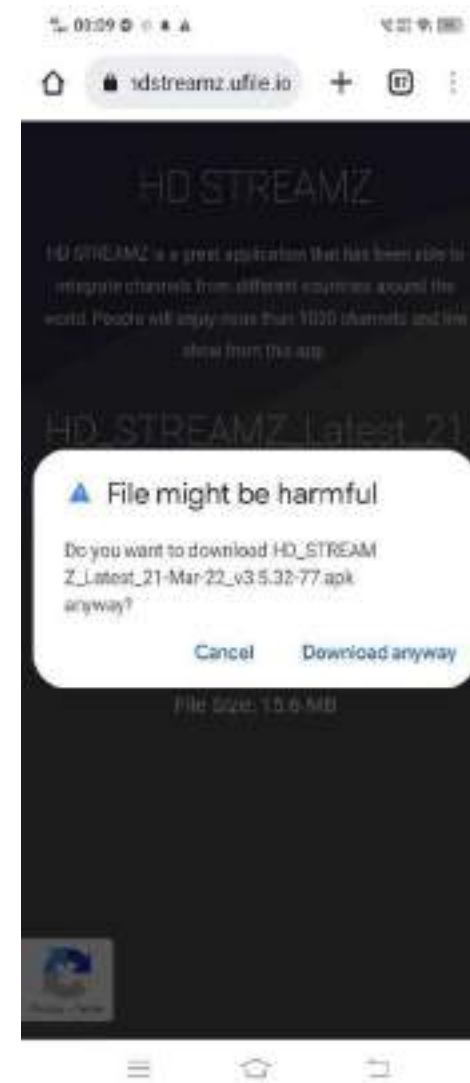 03:09
hdstreamz.ufile.io
HD STREAMZ
HD STREAMZ is a great application that has been able to
integrate channels from different countries around the
world. People will enjoy more than 1000 channels and live
show from this app
HD_STREAMZ_Latest_21
File might be harmful
Do you want to download HD_STREAM
Z_Latest_21-Mar-22_v3.5.32-77.apk
anyway?
Cancel Download anyway
File Size: 15.6 MB